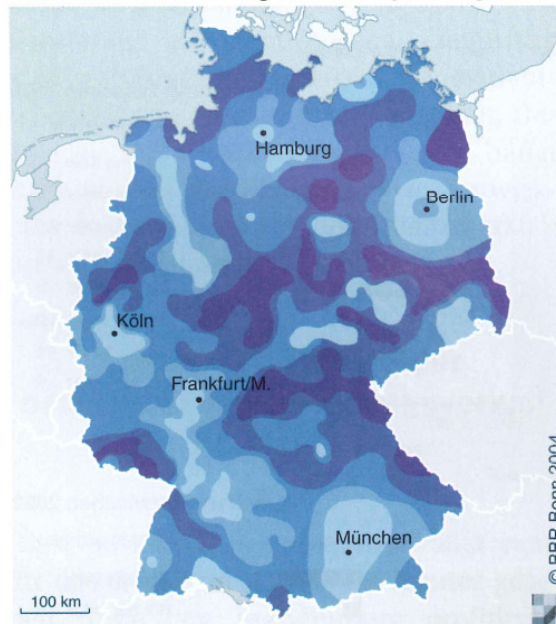 Hamburg
Berlin
Köln
Frankfurt/M.
München
100 km
© BBR Bonn 2004